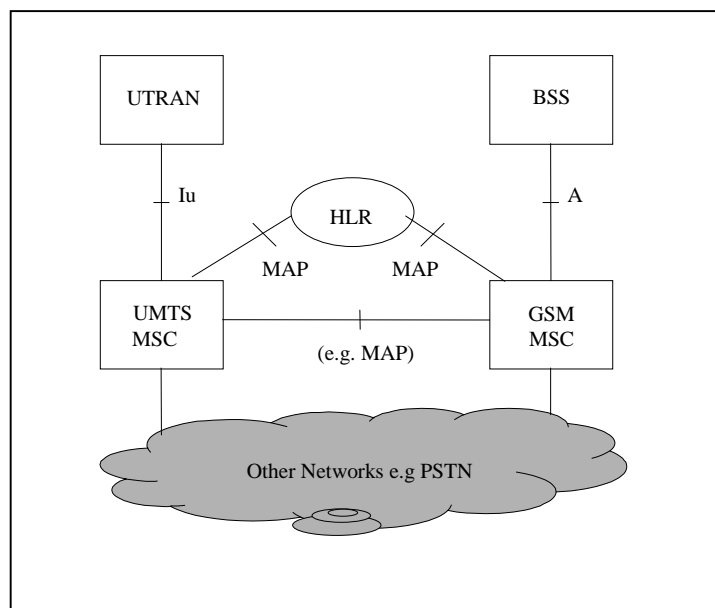 UTRAN
BSS
Iu
A
HLR
MAP
MAP
UMTS
MSC
GSM
MSC
(e.g. MAP)
Other Networks e.g PSTN